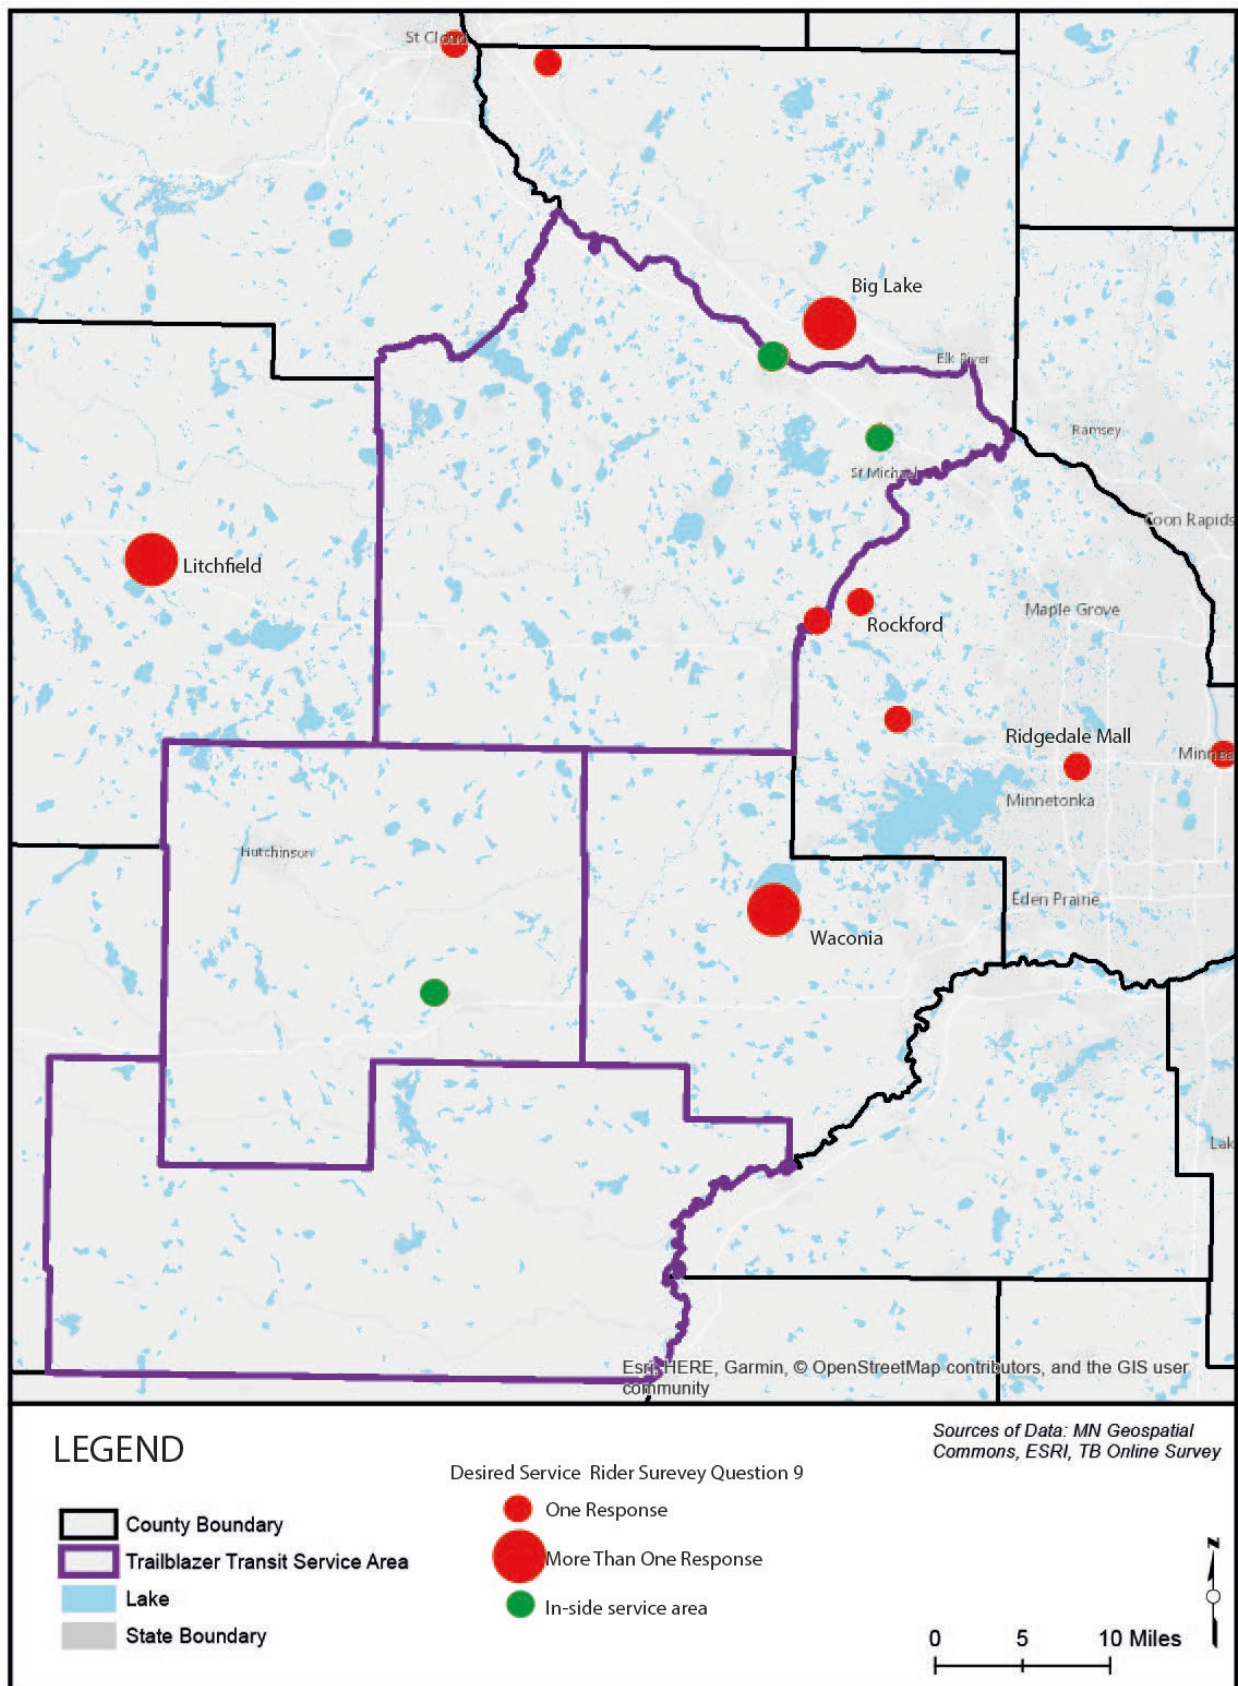 St Cloud
Big Lake
Elk River
Ramsey
St Michael
Coon Rapids
Litchfield
Maple Grove
Rockford
Ridgedale Mall
Minnea
Minnetonka
Hutchinson
Eden Prairie
Waconia
Lak
Esri, HERE, Garmin, © OpenStreetMap contributors, and the GIS user
community
LEGEND
County Boundary
Trailblazer Transit Service Area
Lake
State Boundary
Desired Service Rider Surevey Question 9
One Response
More Than One Response
In-side service area
Sources of Data: MN Geospatial
Commons, ESRI, TB Online Survey
N
0 5 10 Miles